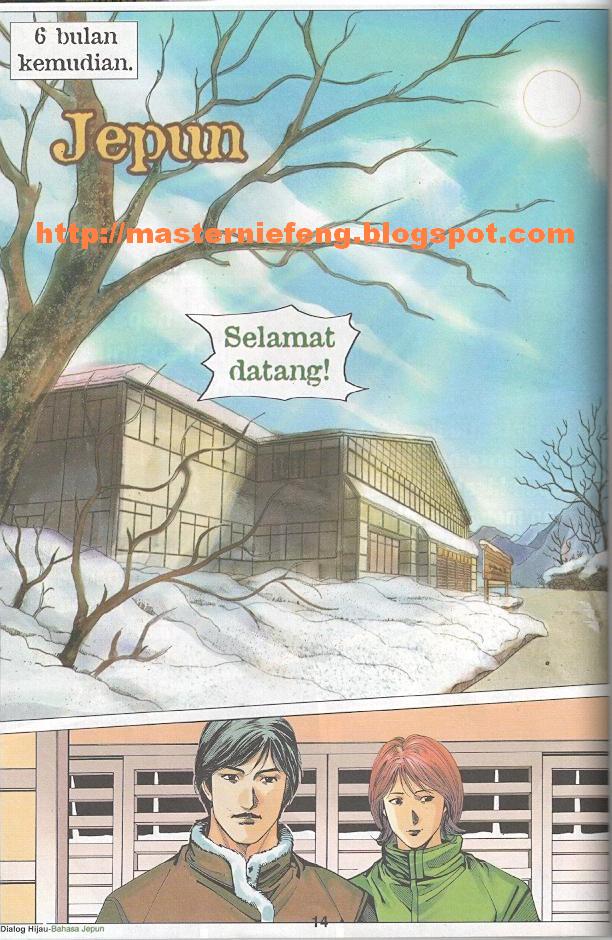 6 bulan
kemudian.
Jepun
http://masterniefeng.blogspot.com
Selamat
datang!
14
Dialog Hijau-Bahasa Jepun